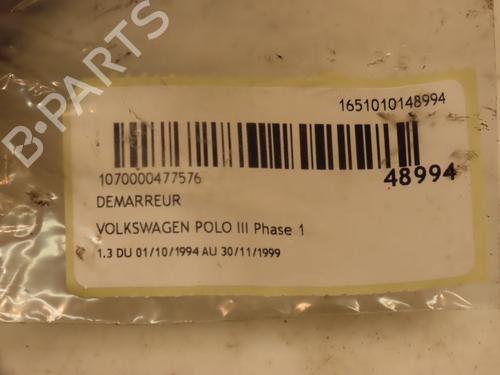 1651010148994
1070000477576
48994
DEMARREUR
VOLKSWAGEN POLO III Phase 1
1.3 DU 01/10/1994 AU 30/11/1999
B-PARTS